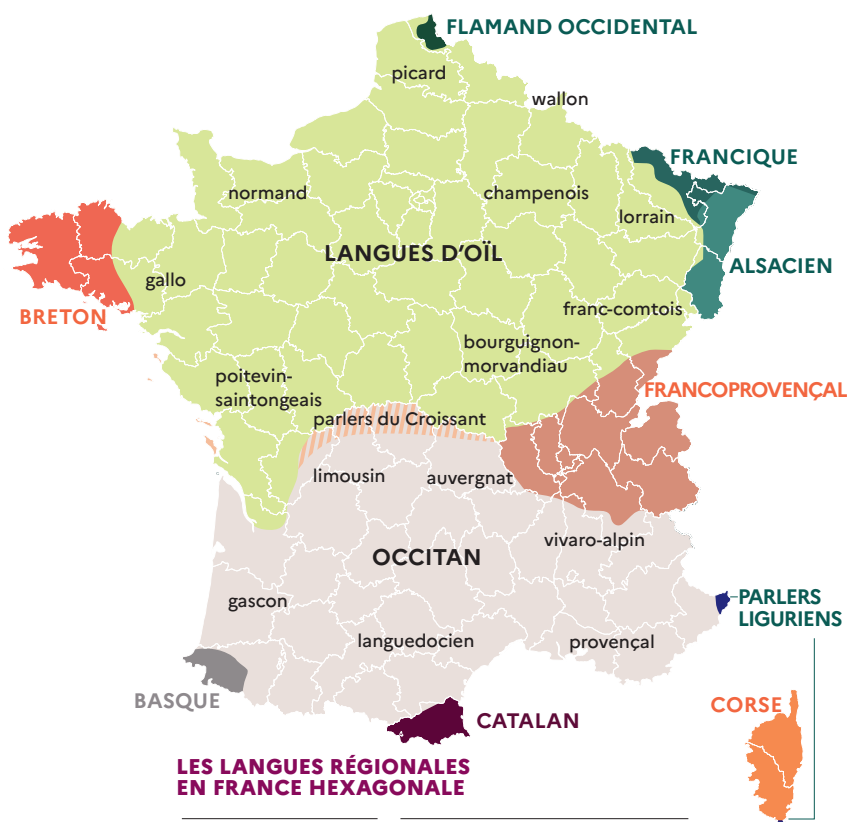 FLAMAND OCCIDENTAL
picard
wallon
FRANCIQUE
normand
champenois
lorrain
LANGUES D'OÏL
ALSACIEN
gallo
franc-comtois
BRETON
bourguignon-
morvandiau
poitevin-
saintongeais
FRANCOPROVENÇAL
parlers du Croissant
limousin
auvergnat
vivaro-alpin
OCCITAN
gascon
PARLERS
LIGURIENS
languedocien
provençal
BASQUE
CORSE
CATALAN
LES LANGUES RÉGIONALES
EN FRANCE HEXAGONALE